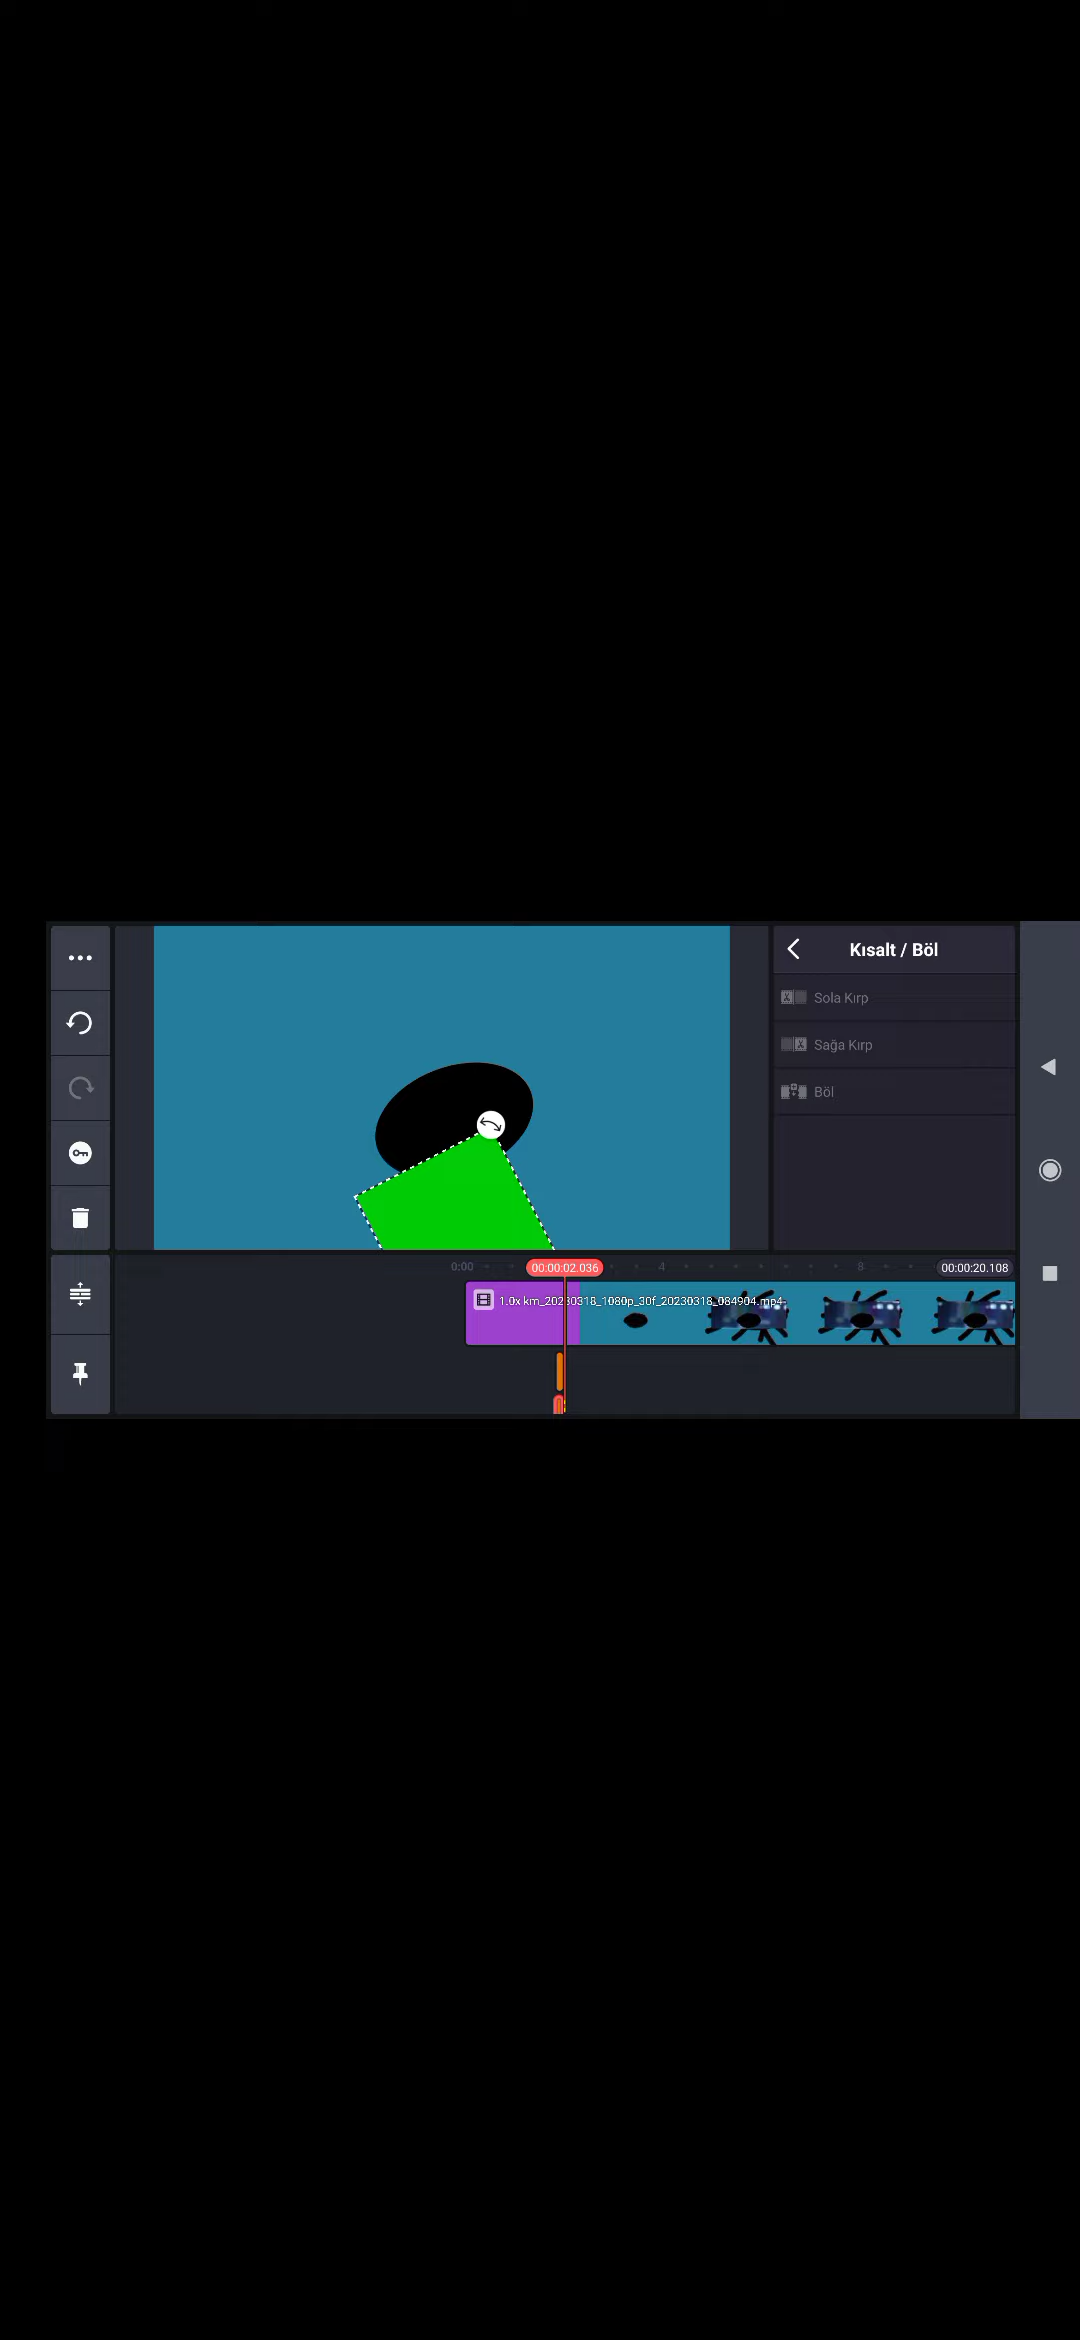 Kısalt / Böl
Sola Kırp
Sağa Kırp
Böl
0:00
00:00:02.036
4
8
00:00:20.108
1.0x km_20230318_1080p_30f_20230318_084904.mp4